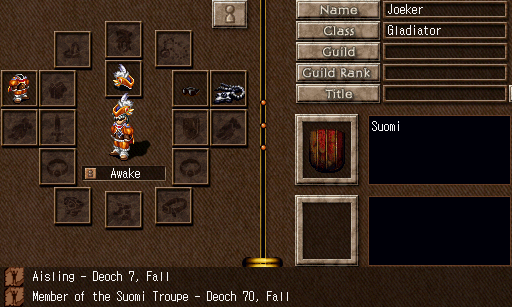 Name Joeker
Class Gladiator
Guild
Guild Rank
Title
Suomi
Awake
Aisling - Deoch 7, Fall
Member of the Suomi Troupe - Deoch 70, Fall